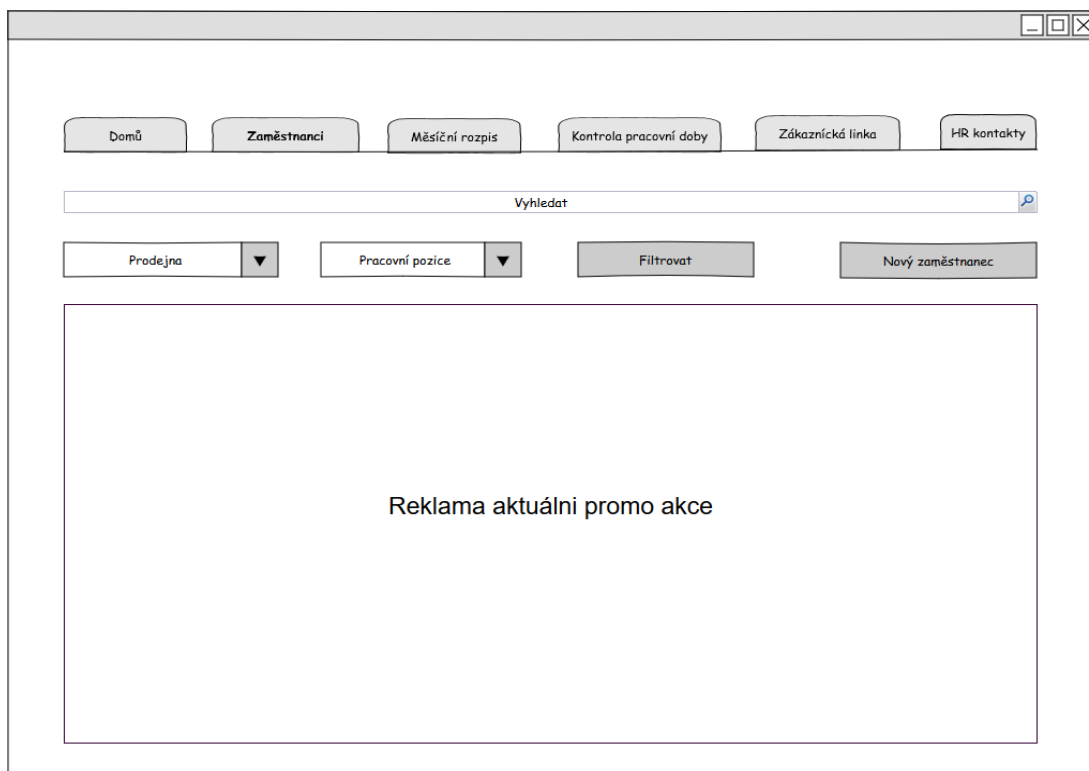 Domů
Zaměstnanci
Měsíční rozpis
Kontrola pracovní doby
Zákaznícká linka
HR kontakty
Vyhledat
Prodejna
Pracovní pozice
Filtrovat
Nový zaměstnanec
Reklama aktuálni promo akce